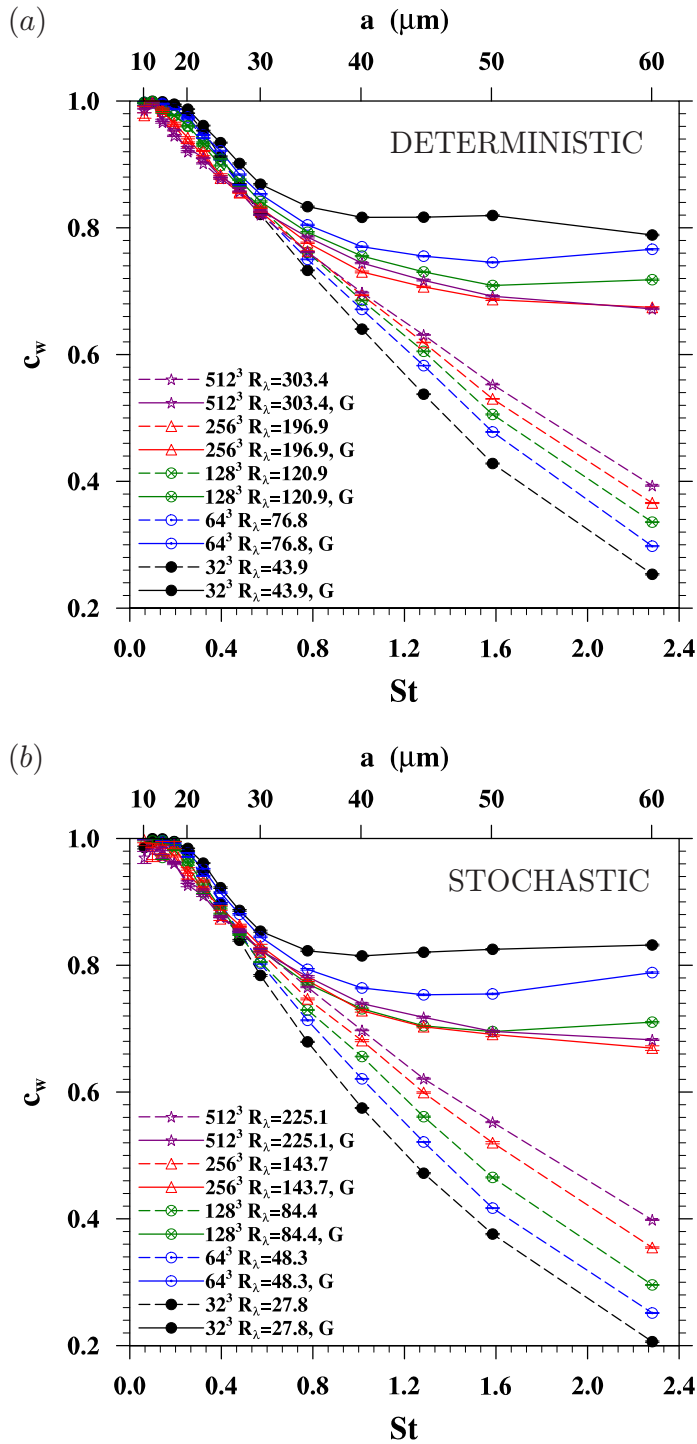 (a)
a (μm)
10 20 30 40 50 60
DETERMINISTIC
1.0
0.8
0.6
0.4
0.2
c_w
512³ R_λ=303.4
512³ R_λ=303.4, G
256³ R_λ=196.9
256³ R_λ=196.9, G
128³ R_λ=120.9
128³ R_λ=120.9, G
64³ R_λ=76.8
64³ R_λ=76.8, G
32³ R_λ=43.9
32³ R_λ=43.9, G
0.0 0.4 0.8 1.2 1.6 2.0 2.4
St
(b)
a (μm)
10 20 30 40 50 60
STOCHASTIC
1.0
0.8
0.6
0.4
0.2
c_w
512³ R_λ=225.1
512³ R_λ=225.1, G
256³ R_λ=143.7
256³ R_λ=143.7, G
128³ R_λ=84.4
128³ R_λ=84.4, G
64³ R_λ=48.3
64³ R_λ=48.3, G
32³ R_λ=27.8
32³ R_λ=27.8, G
0.0 0.4 0.8 1.2 1.6 2.0 2.4
St